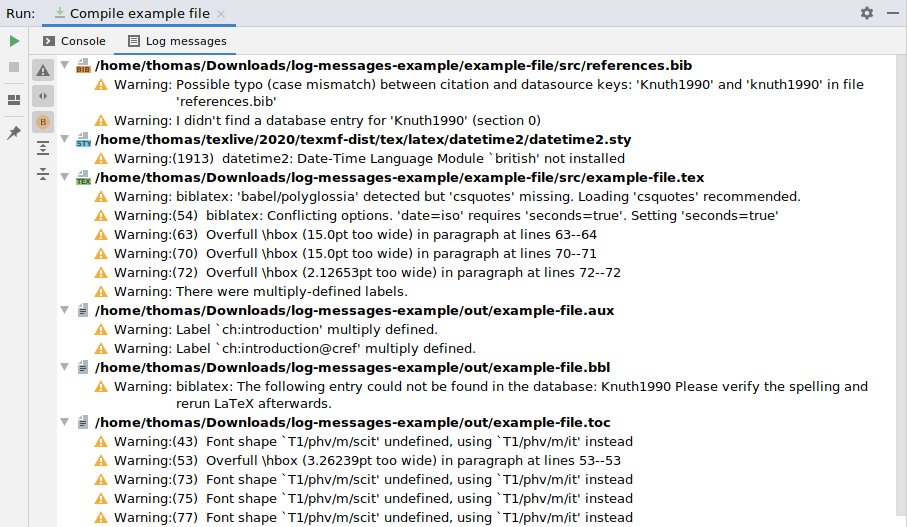 Run: Compile example file
Console Log messages
/home/thomas/Downloads/log-messages-example/example-file/src/references.bib
Warning: Possible typo (case mismatch) between citation and datasource keys: 'Knuth1990' and 'knuth1990' in file
'references.bib'
Warning: I didn't find a database entry for 'Knuth1990' (section 0)
/home/thomas/texlive/2020/texmf-dist/tex/latex/datetime2/datetime2.sty
Warning:(1913) datetime2: Date-Time Language Module `british' not installed
/home/thomas/Downloads/log-messages-example/example-file/src/example-file.tex
Warning: biblatex: 'babel/polyglossia' detected but 'csquotes' missing. Loading 'csquotes' recommended.
Warning:(54) biblatex: Conflicting options. 'date=iso' requires 'seconds=true'. Setting 'seconds=true'
Warning:(63) Overfull \hbox (15.0pt too wide) in paragraph at lines 63--64
Warning:(70) Overfull \hbox (15.0pt too wide) in paragraph at lines 70--71
Warning:(72) Overfull \hbox (2.12653pt too wide) in paragraph at lines 72--72
Warning: There were multiply-defined labels.
/home/thomas/Downloads/log-messages-example/out/example-file.aux
Warning: Label `ch:introduction' multiply defined.
Warning: Label `ch:introduction@cref' multiply defined.
/home/thomas/Downloads/log-messages-example/out/example-file.bbl
Warning: biblatex: The following entry could not be found in the database: Knuth1990 Please verify the spelling and
rerun LaTeX afterwards.
/home/thomas/Downloads/log-messages-example/out/example-file.toc
Warning:(43) Font shape `T1/phv/m/scit' undefined, using `T1/phv/m/it' instead
Warning:(53) Overfull \hbox (3.26239pt too wide) in paragraph at lines 53--53
Warning:(73) Font shape `T1/phv/m/scit' undefined, using `T1/phv/m/it' instead
Warning:(75) Font shape `T1/phv/m/scit' undefined, using `T1/phv/m/it' instead
Warning:(77) Font shape `T1/phv/m/scit' undefined, using `T1/phv/m/it' instead